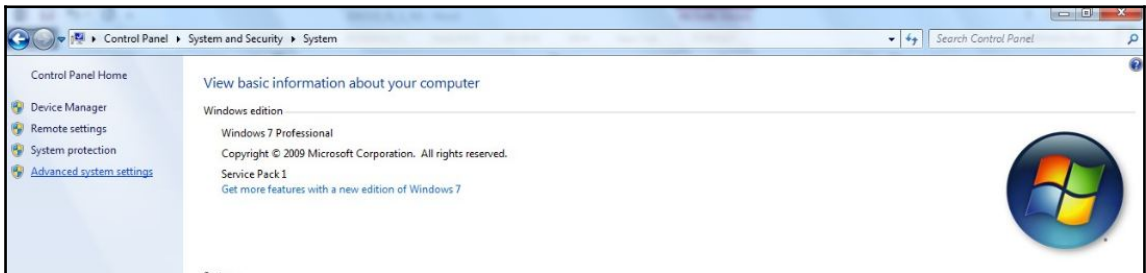 Control Panel ▸ System and Security ▸ System
Search Control Panel
Control Panel Home
Device Manager
Remote settings
System protection
Advanced system settings
View basic information about your computer
Windows edition
Windows 7 Professional
Copyright © 2009 Microsoft Corporation.  All rights reserved.
Service Pack 1
Get more features with a new edition of Windows 7